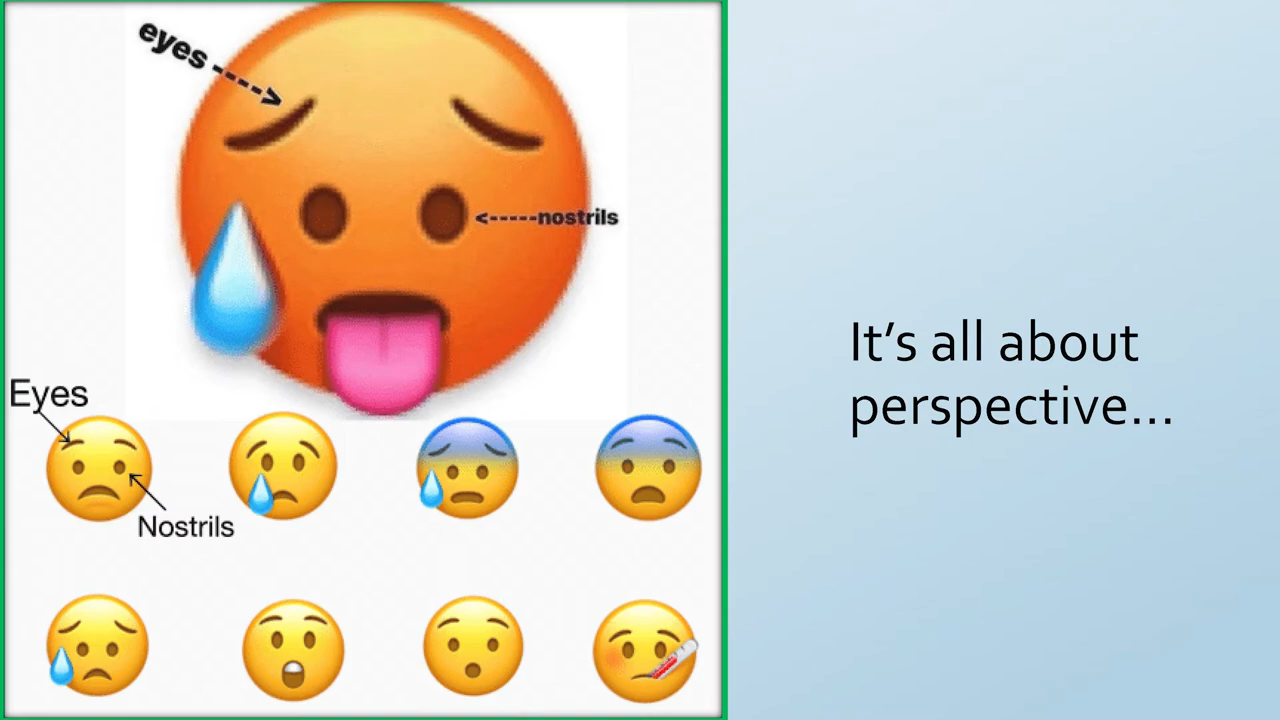 eyes
nostrils
Eyes
Nostrils
It’s all about
perspective…